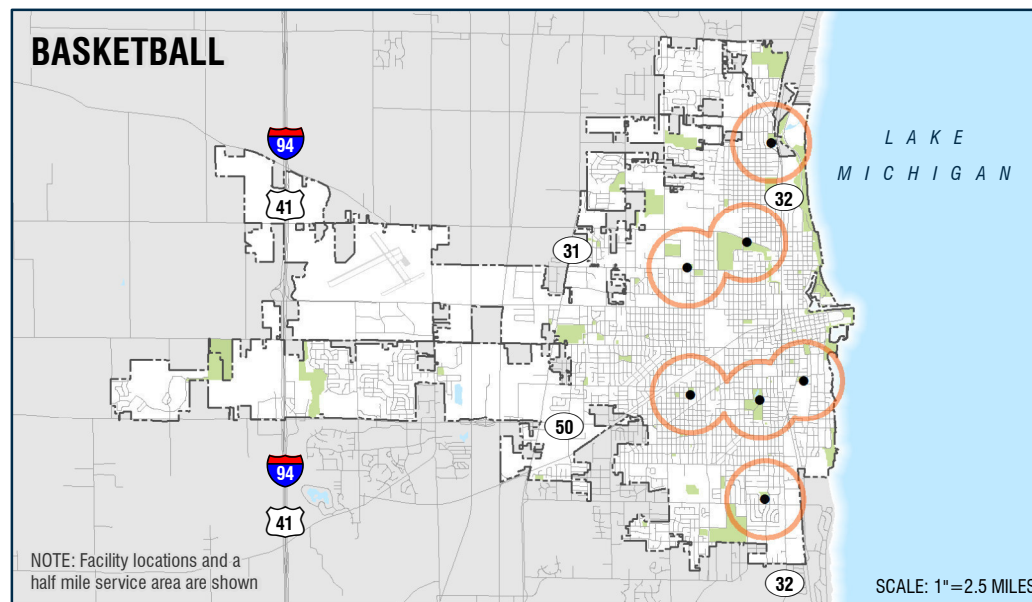 BASKETBALL
LAKE
MICHIGAN
94
41
32
31
50
94
41
32
NOTE: Facility locations and a
half mile service area are shown
SCALE: 1"=2.5 MILES